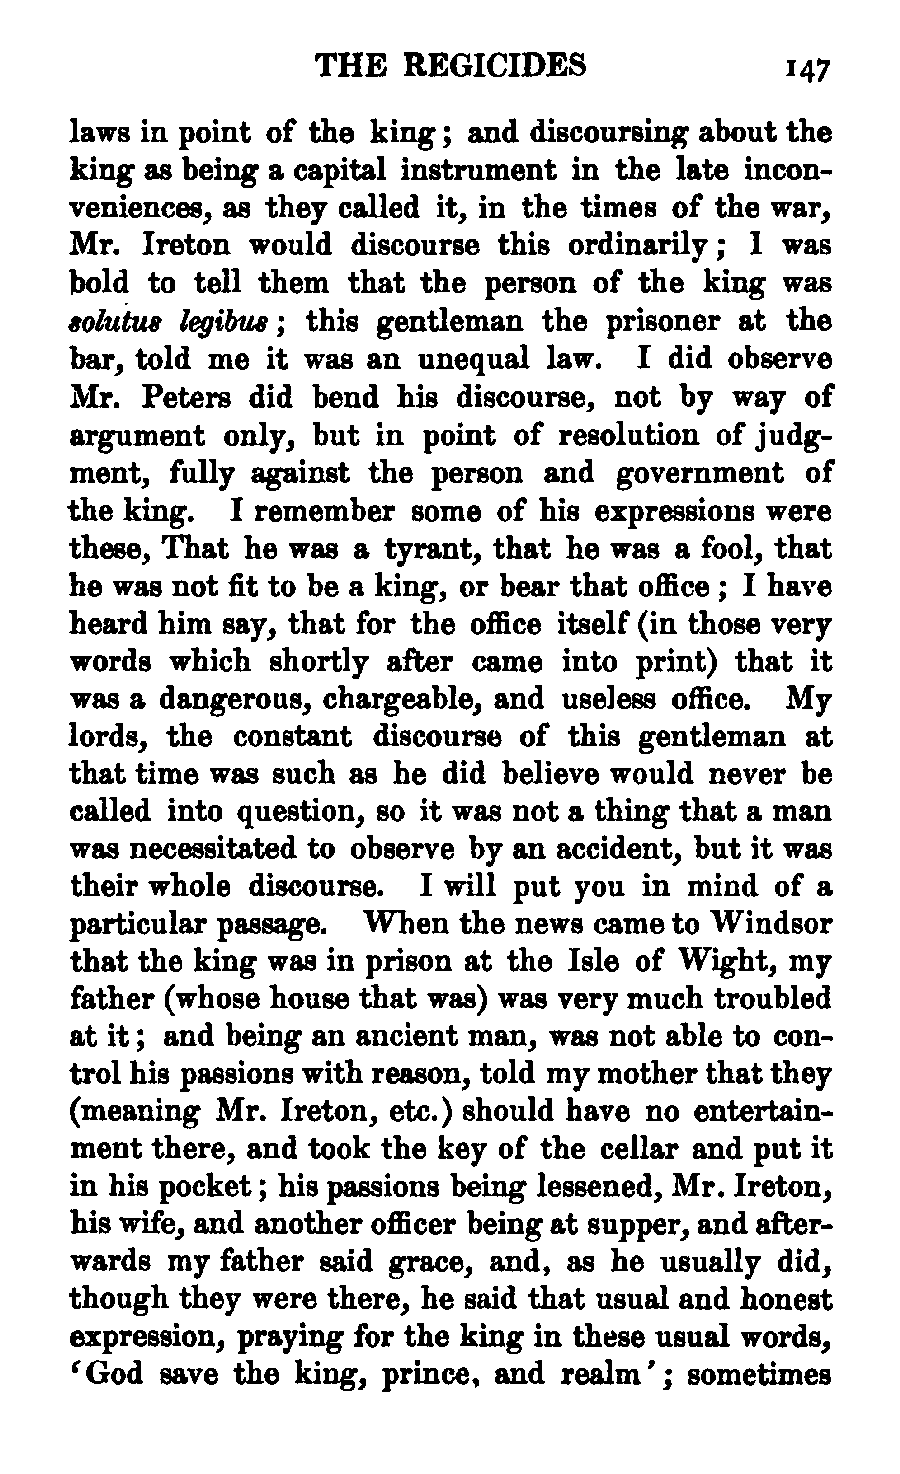 THE REGICIDES 147
laws in point of the king ; and discoursing about the
king as being a capital instrument in the late incon-
veniences, as they called it, in the times of the war,
Mr. Ireton would discourse this ordinarily ; I was
bold to tell them that the person of the king was
solutus legibus ; this gentleman the prisoner at the
bar, told me it was an unequal law. I did observe
Mr. Peters did bend his discourse, not by way of
argument only, but in point of resolution of judg-
ment, fully against the person and government of
the king. I remember some of his expressions were
these, That he was a tyrant, that he was a fool, that
he was not fit to be a king, or bear that office ; I have
heard him say, that for the office itself (in those very
words which shortly after came into print) that it
was a dangerous, chargeable, and useless office. My
lords, the constant discourse of this gentleman at
that time was such as he did believe would never be
called into question, so it was not a thing that a man
was necessitated to observe by an accident, but it was
their whole discourse. I will put you in mind of a
particular passage. When the news came to Windsor
that the king was in prison at the Isle of Wight, my
father (whose house that was) was very much troubled
at it ; and being an ancient man, was not able to con-
trol his passions with reason, told my mother that they
(meaning Mr. Ireton, etc.) should have no entertain-
ment there, and took the key of the cellar and put it
in his pocket ; his passions being lessened, Mr. Ireton,
his wife, and another officer being at supper, and after-
wards my father said grace, and, as he usually did,
though they were there, he said that usual and honest
expression, praying for the king in these usual words,
‘God save the king, prince, and realm’ ; sometimes